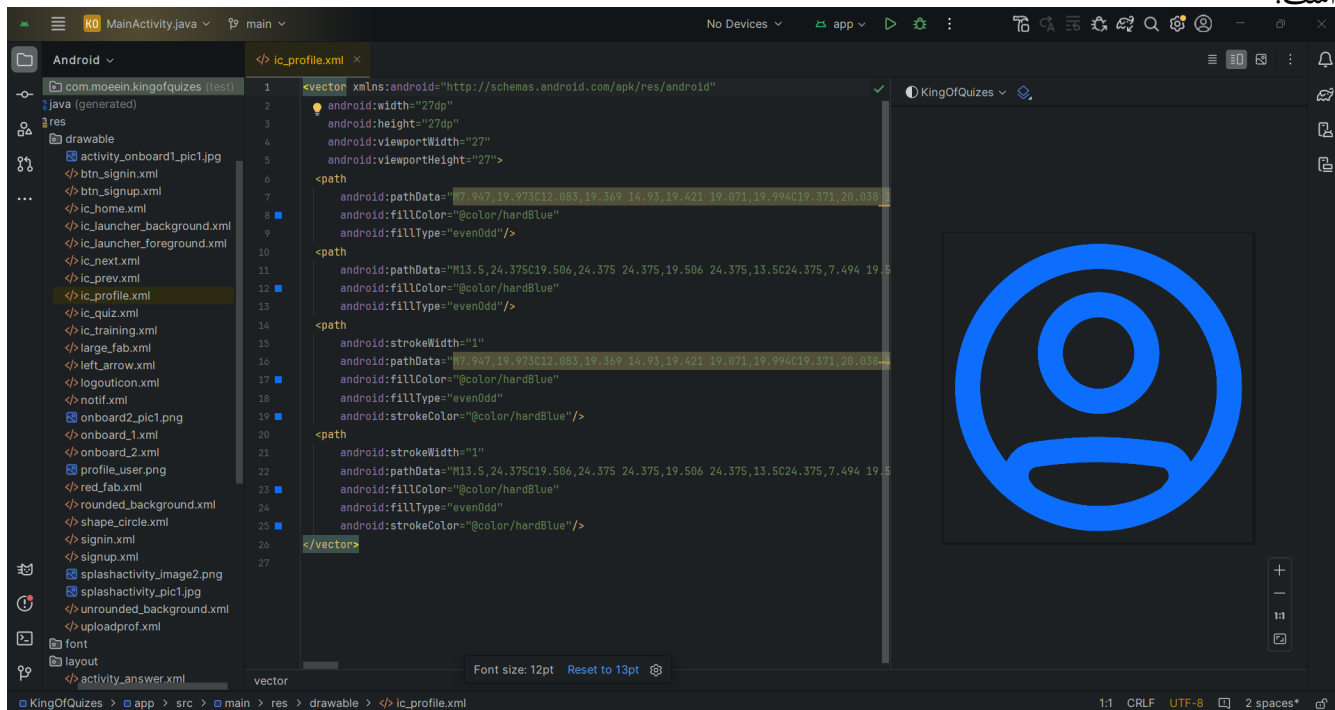 KO MainActivity.java main No Devices app
Android
com.moeein.kingofquizes (test)
java (generated)
res
drawable
activity_onboard1_pic1.jpg
btn_signin.xml
btn_signup.xml
ic_home.xml
ic_launcher_background.xml
ic_launcher_foreground.xml
ic_next.xml
ic_prev.xml
ic_profile.xml
ic_quiz.xml
ic_training.xml
large_fab.xml
left_arrow.xml
logouticon.xml
notif.xml
onboard2_pic1.png
onboard_1.xml
onboard_2.xml
profile_user.png
red_fab.xml
rounded_background.xml
shape_circle.xml
signin.xml
signup.xml
splashactivity_image2.png
splashactivity_pic1.jpg
unrounded_background.xml
uploadprof.xml
font
layout
activity_answer.xml
ic_profile.xml
1 <vector xmlns:android="http://schemas.android.com/apk/res/android"
2 android:width="27dp"
3 android:height="27dp"
4 android:viewportWidth="27"
5 android:viewportHeight="27">
6 <path
7 android:pathData="M7.947,19.973C12.083,19.369 14.93,19.421 19.071,19.994C19.371,20.038 1
8 android:fillColor="@color/hardBlue"
9 android:fillType="evenOdd"/>
10 <path
11 android:pathData="M13.5,24.375C19.506,24.375 24.375,19.506 24.375,13.5C24.375,7.494 19.5
12 android:fillColor="@color/hardBlue"
13 android:fillType="evenOdd"/>
14 <path
15 android:strokeWidth="1"
16 android:pathData="M7.947,19.973C12.083,19.369 14.93,19.421 19.071,19.994C19.371,20.038
17 android:fillColor="@color/hardBlue"
18 android:fillType="evenOdd"
19 android:strokeColor="@color/hardBlue"/>
20 <path
21 android:strokeWidth="1"
22 android:pathData="M13.5,24.375C19.506,24.375 24.375,19.506 24.375,13.5C24.375,7.494 19.5
23 android:fillColor="@color/hardBlue"
24 android:fillType="evenOdd"
25 android:strokeColor="@color/hardBlue"/>
26 </vector>
27
KingOfQuizes
1:1
Font size: 12pt Reset to 13pt
vector
KingOfQuizes > app > src > main > res > drawable > ic_profile.xml 1:1 CRLF UTF-8 2 spaces*